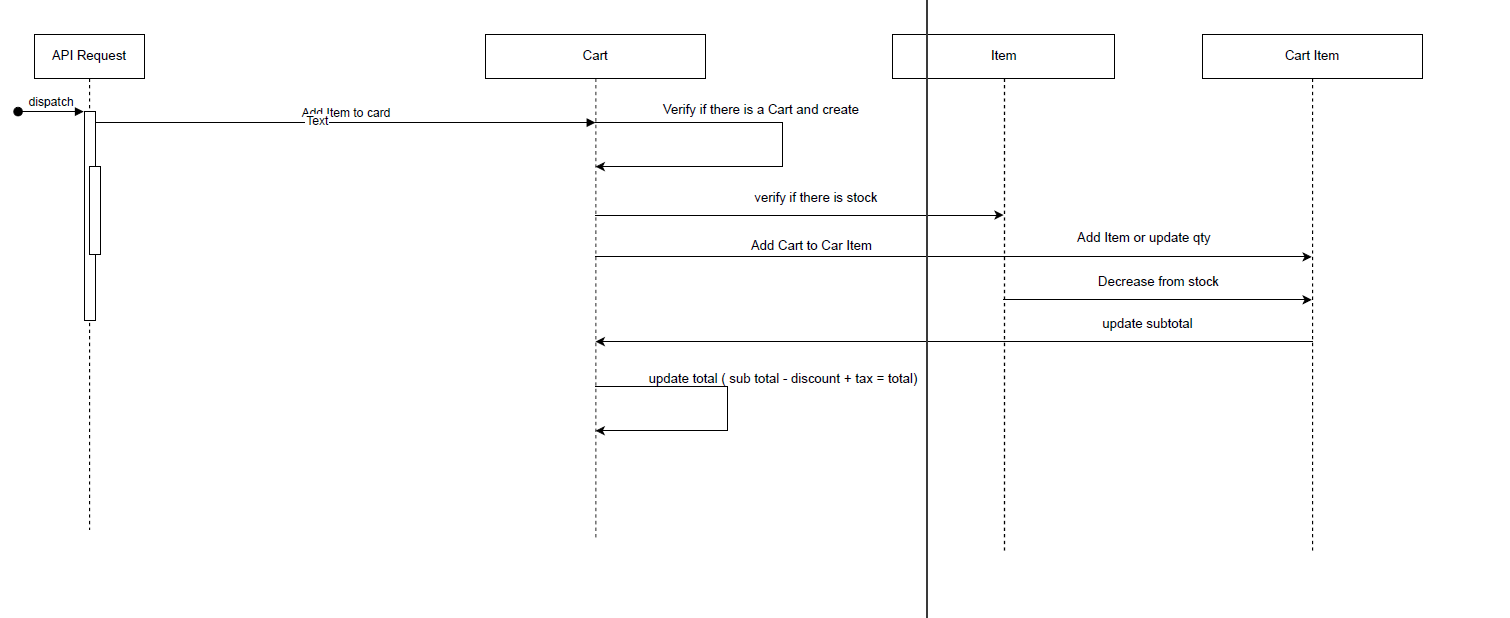 API Request
Cart
Item
Cart Item
dispatch
Add Item to card
Text
Verify if there is a Cart and create
verify if there is stock
Add Item or update qty
Add Cart to Car Item
Decrease from stock
update subtotal
update total ( sub total - discount + tax = total)